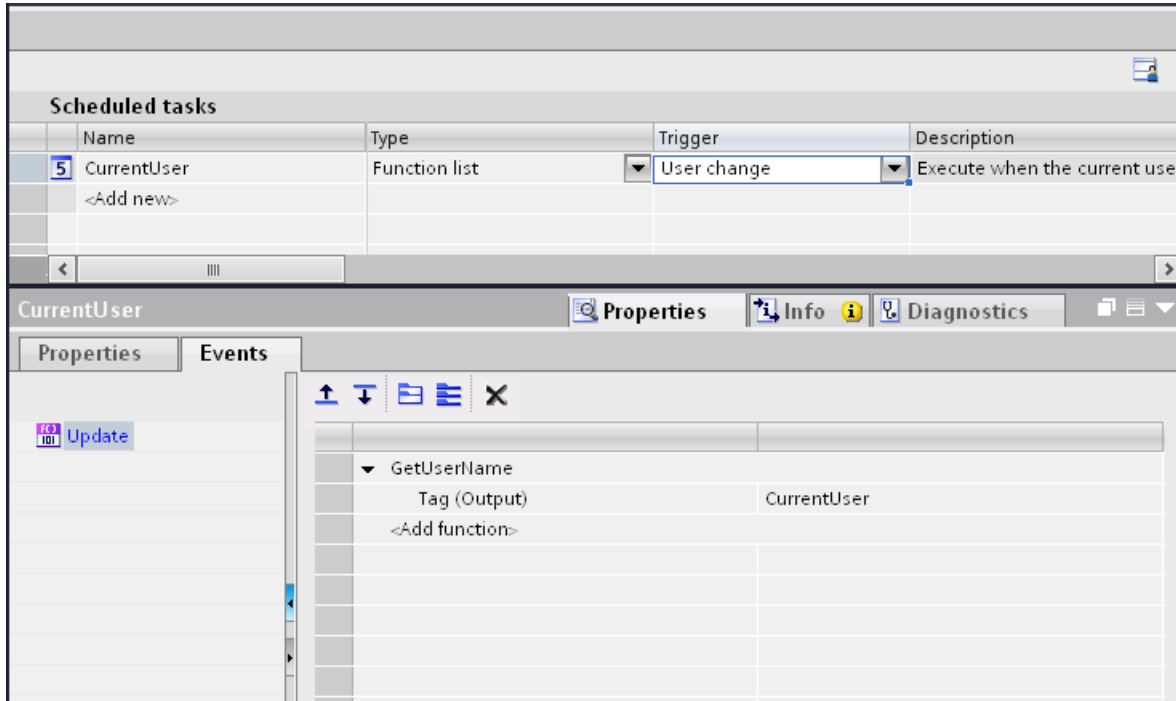 Scheduled tasks
Name Type Trigger Description
5 CurrentUser Function list User change Execute when the current use
<Add new>
CurrentUser Properties Info Diagnostics
Properties Events
Update
GetUserName
Tag (Output) CurrentUser
<Add function>